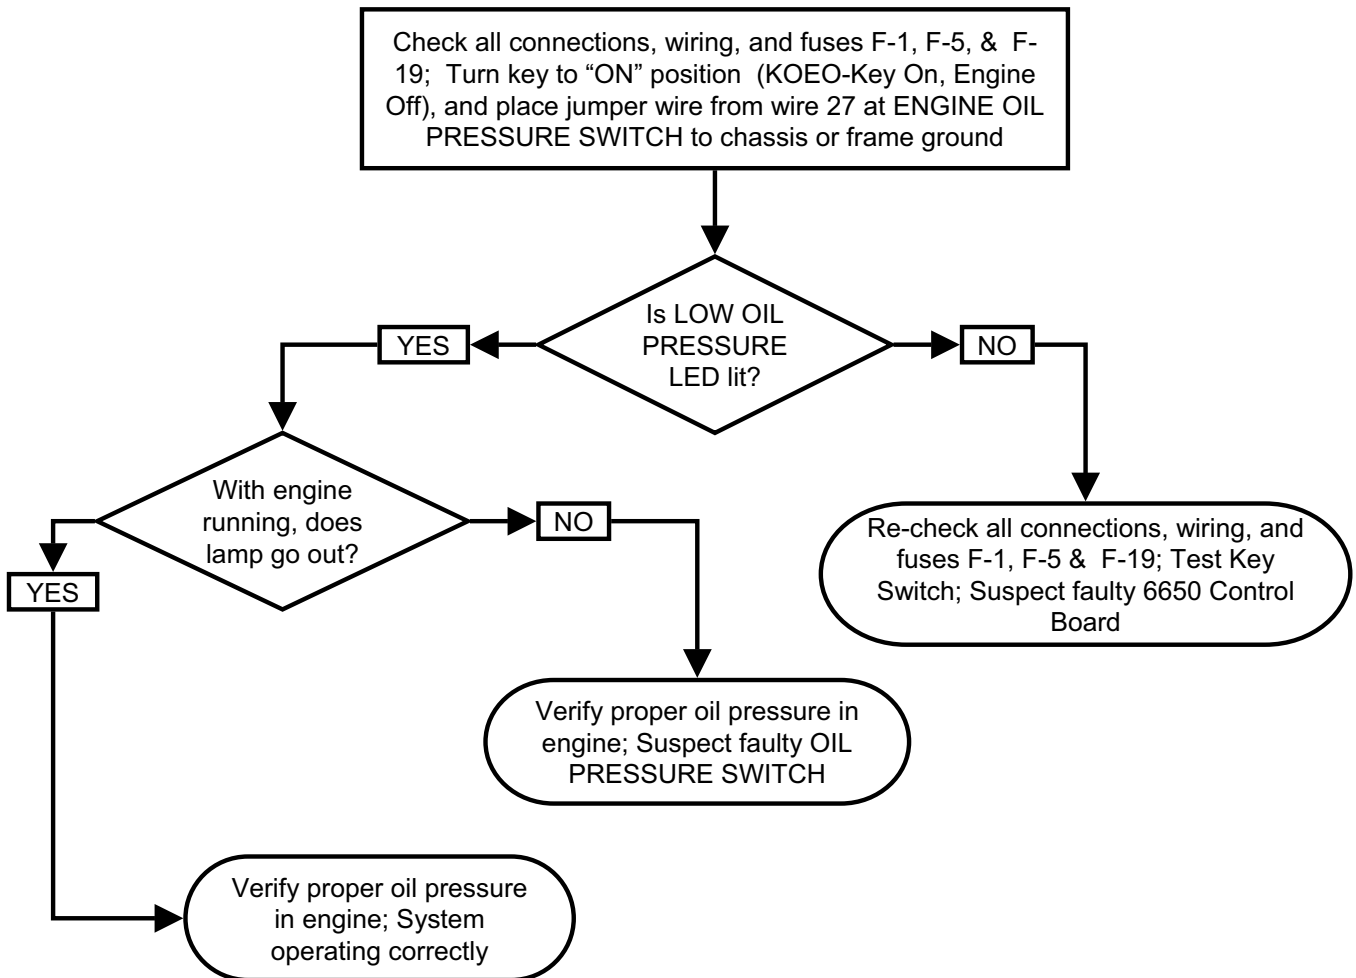 Check all connections, wiring, and fuses F-1, F-5, &  F-
19;  Turn key to “ON” position  (KOEO-Key On, Engine
Off), and place jumper wire from wire 27 at ENGINE OIL
PRESSURE SWITCH to chassis or frame ground
Is LOW OIL
PRESSURE
LED lit?
YES
NO
With engine
running, does
lamp go out?
NO
YES
Re-check all connections, wiring, and
fuses F-1, F-5 &  F-19; Test Key
Switch; Suspect faulty 6650 Control
Board
Verify proper oil pressure in
engine; Suspect faulty OIL
PRESSURE SWITCH
Verify proper oil pressure
in engine; System
operating correctly